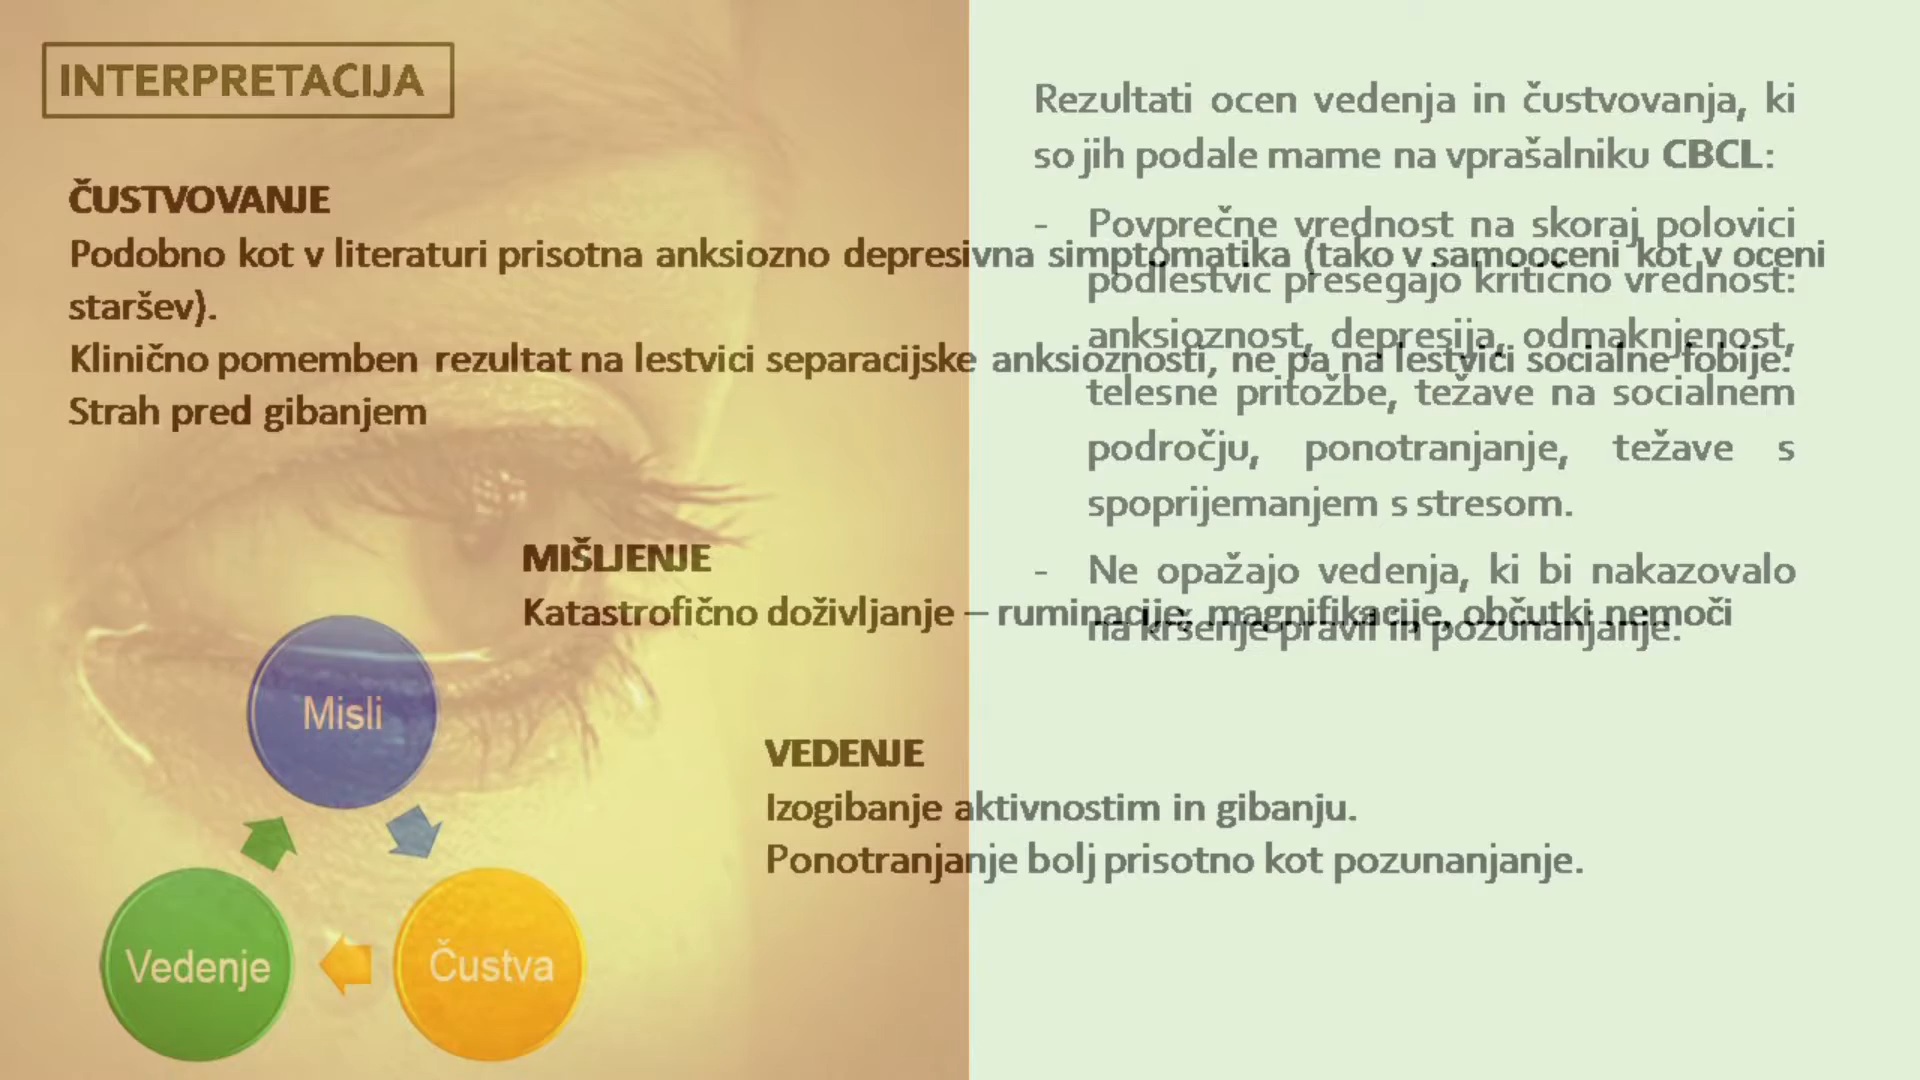 INTERPRETACIJA
ČUSTVOVANJE
Podobno kot v literaturi prisotna anksiozno depresivna simptomatika (tako v samooceni kot v oceni
staršev).
Klinično pomemben rezultat na lestvici separacijske anksioznosti, ne pa na lestvici socialne fobije.
Strah pred gibanjem
MIŠLJENJE
Katastrofično doživljanje – ruminacije, magnifikacije, občutki nemoči
VEDENJE
Izogibanje aktivnostim in gibanju.
Ponotranjanje bolj prisotno kot pozunanjanje.
Misli
Vedenje
Čustva
Rezultati ocen vedenja in čustvovanja, ki
so jih podale mame na vprašalniku CBCL:
- Povprečne vrednost na skoraj polovici
podlestvic presegajo kritično vrednost:
anksioznost, depresija, odmaknjenost,
telesne pritožbe, težave na socialnem
področju, ponotranjanje, težave s
spoprijemanjem s stresom.
- Ne opažajo vedenja, ki bi nakazovalo
na kršenje pravil in pozunanjanje.